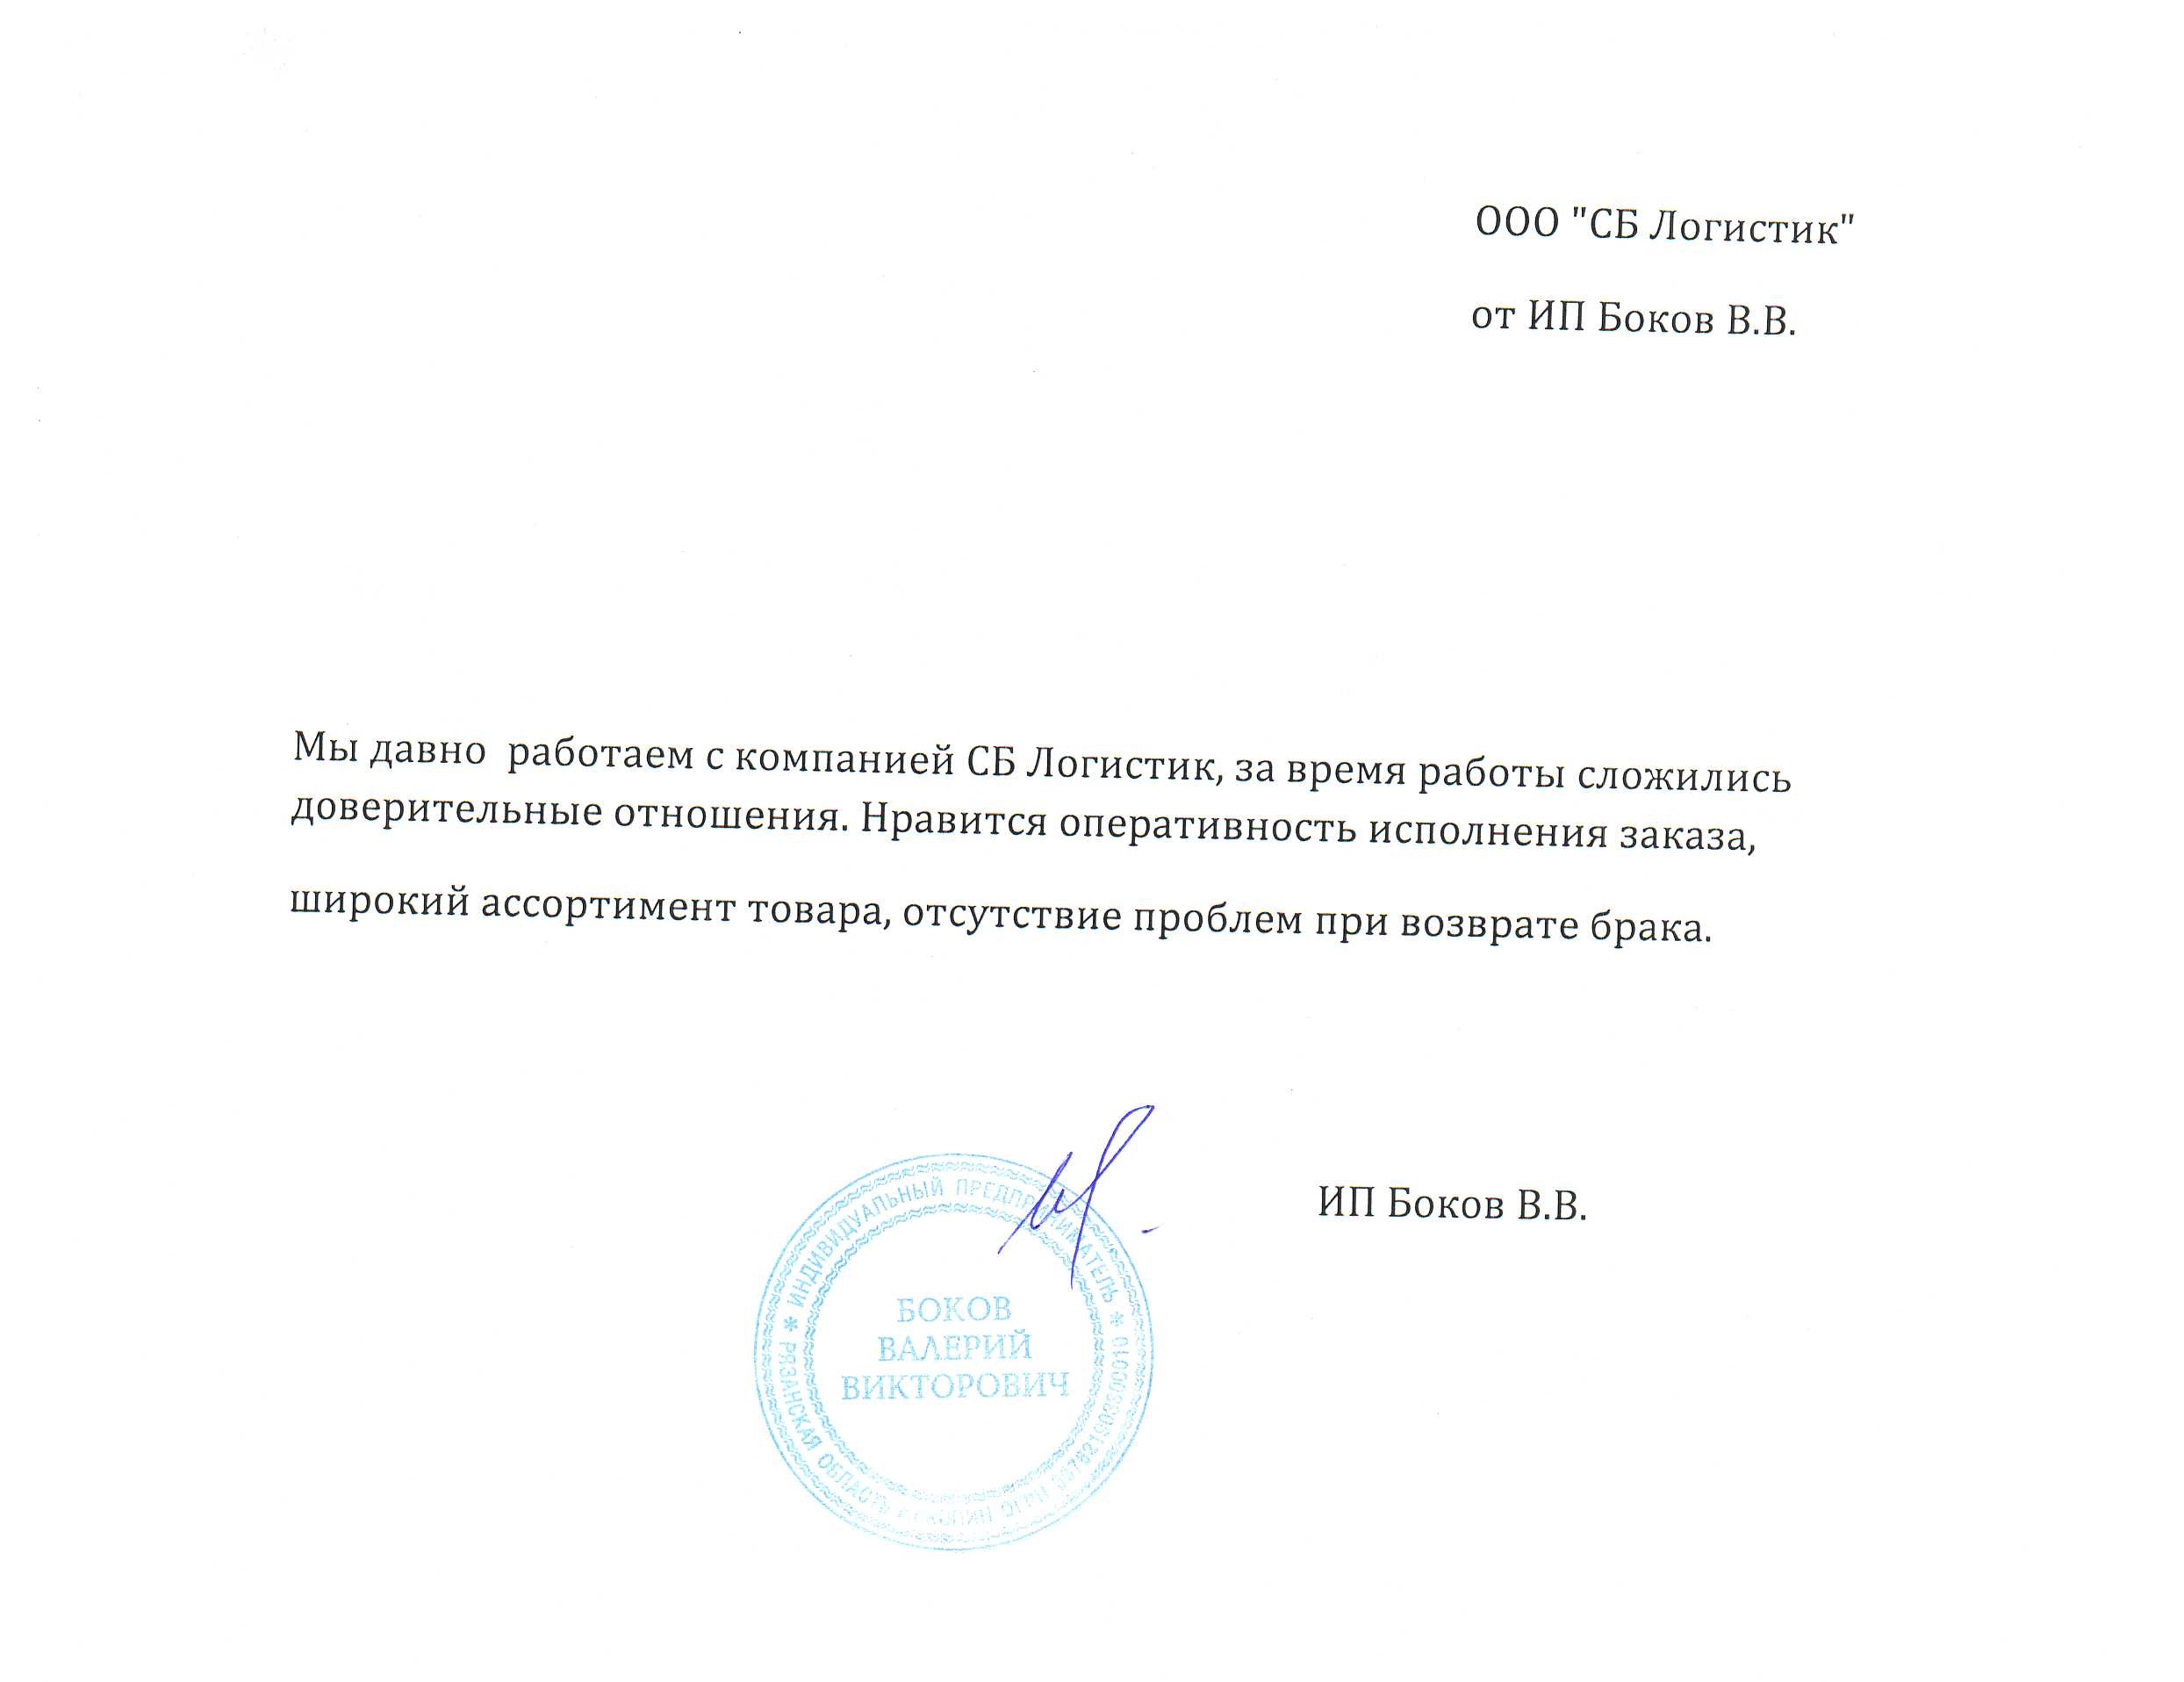 ООО "СБ Логистик"
от ИП Боков В.В.
Мы давно  работаем с компанией СБ Логистик, за время работы сложились
доверительные отношения. Нравится оперативность исполнения заказа,
широкий ассортимент товара, отсутствие проблем при возврате брака.
ИП Боков В.В.
* ИНДИВИДУАЛЬНЫЙ ПРЕДПРИНИМАТЕЛЬ *
РЯЗАНСКАЯ ОБЛАСТЬ
БОКОВ
ВАЛЕРИЙ
ВИКТОРОВИЧ